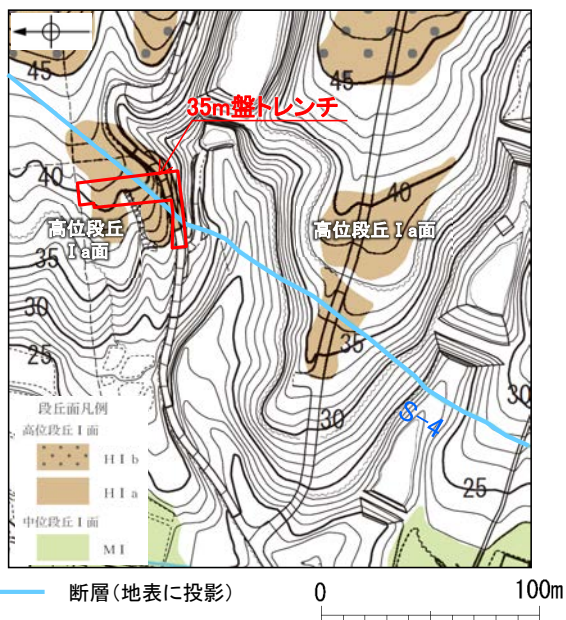 45
45
35m盤トレンチ
40
40
高位段丘
Ⅰa面
高位段丘Ⅰa面
35
30
25
35
30
S-4
30
25
段丘面凡例
高位段丘Ⅰ面
HⅠb
HⅠa
中位段丘Ⅰ面
MⅠ
断層(地表に投影)
0
100m